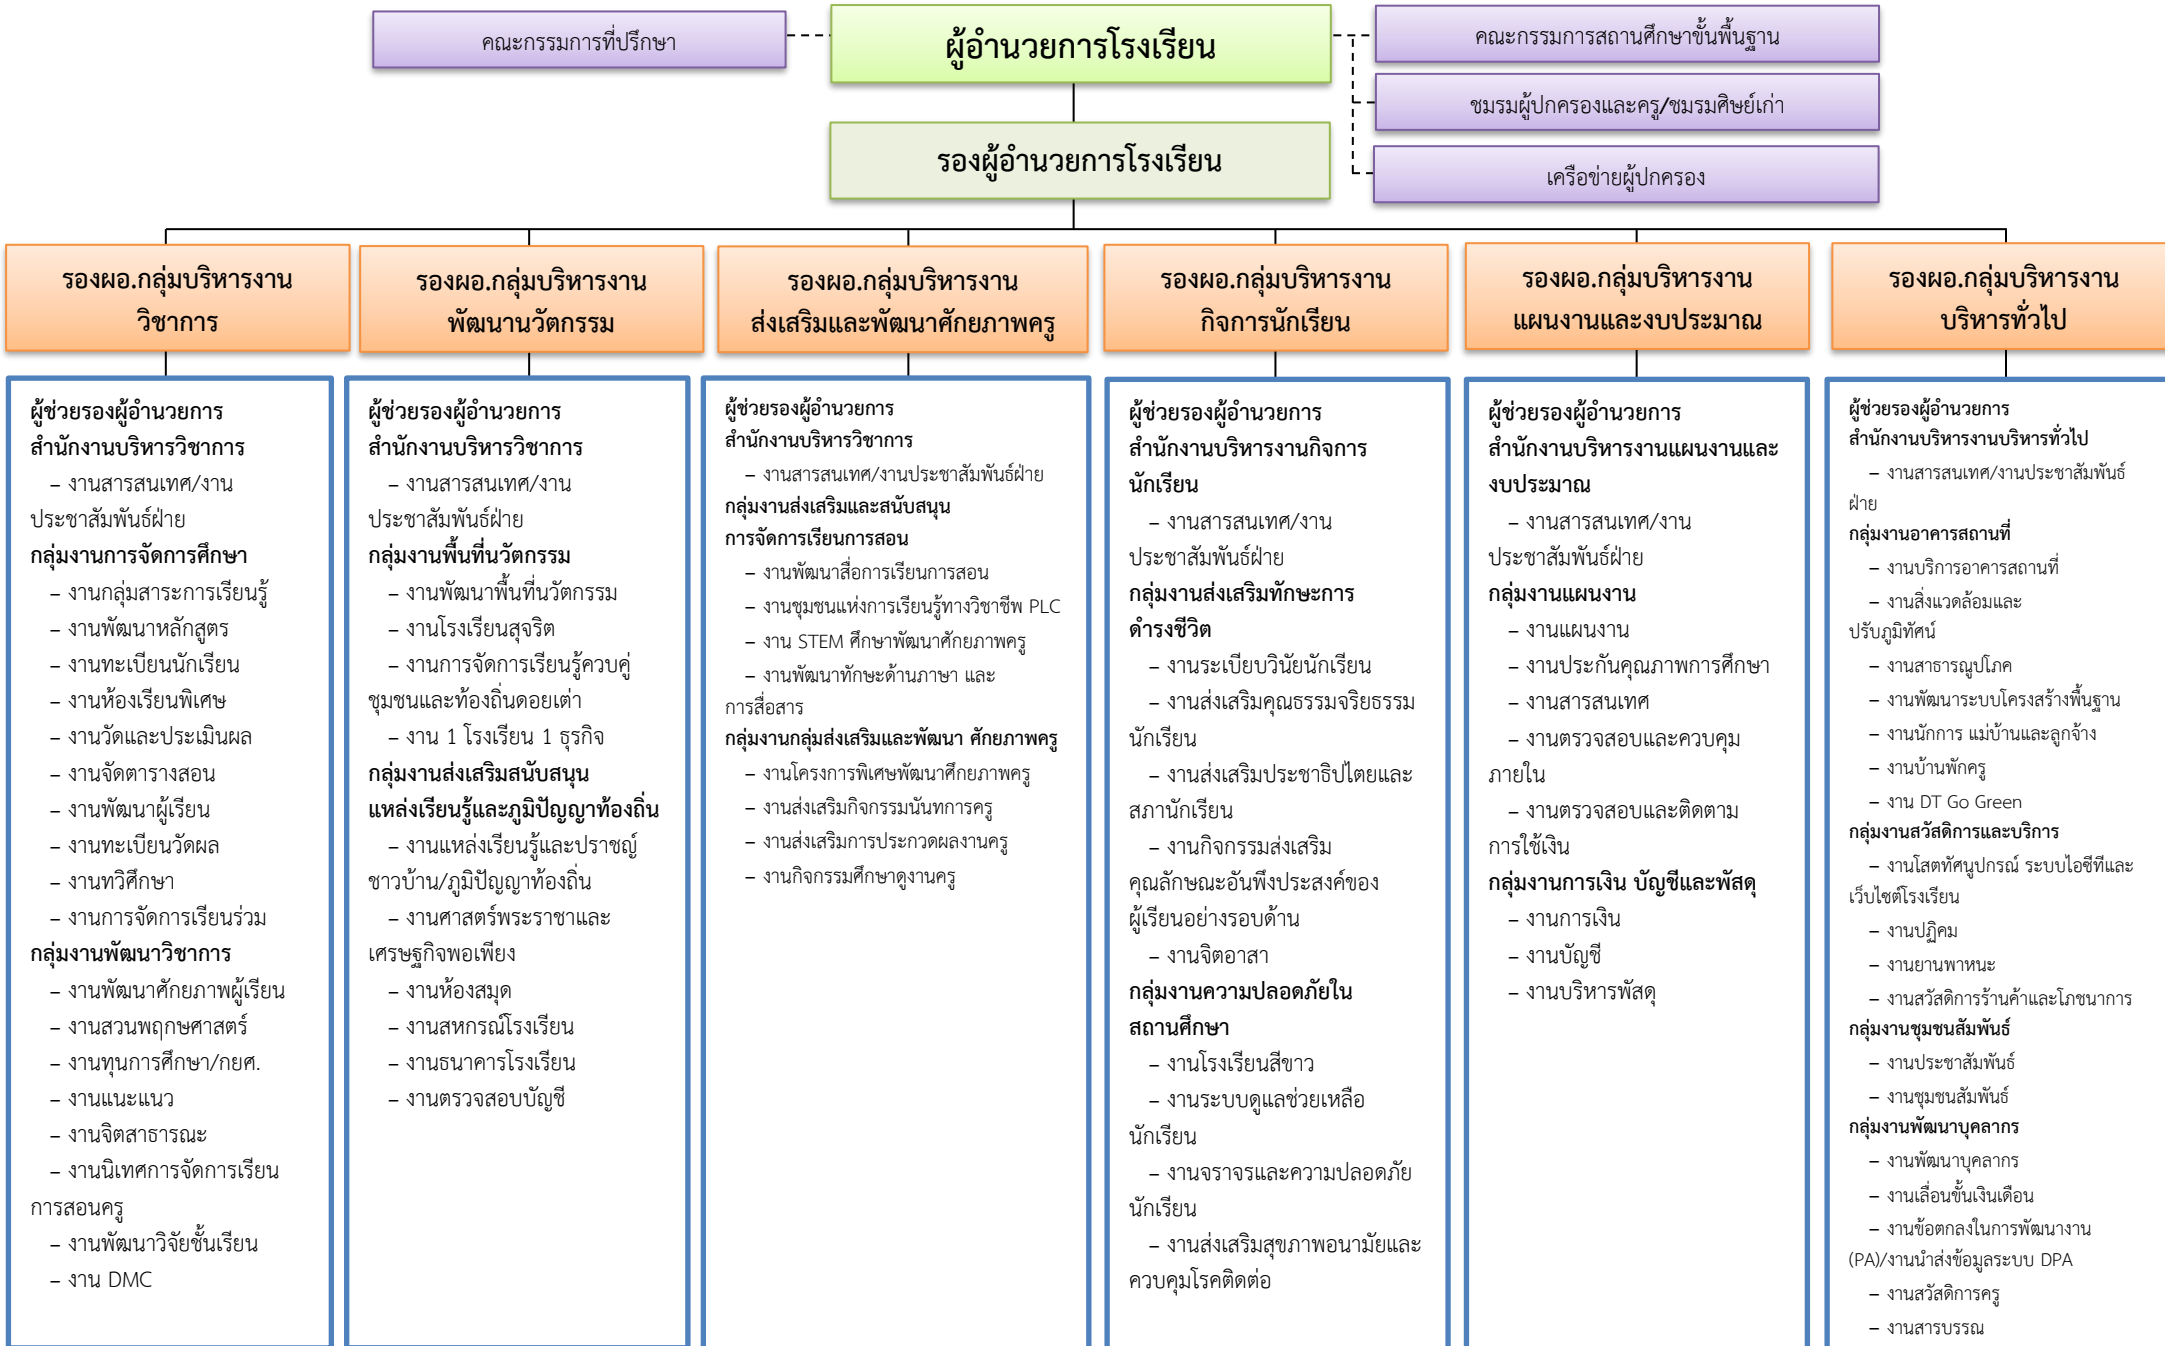 คณะกรรมการที่ปรึกษา
ผู้อำนวยการโรงเรียน
คณะกรรมการสถานศึกษาขั้นพื้นฐาน
ชมรมผู้ปกครองและครู/ชมรมศิษย์เก่า
รองผู้อำนวยการโรงเรียน
เครือข่ายผู้ปกครอง
รองผอ.กลุ่มบริหารงาน
วิชาการ
รองผอ.กลุ่มบริหารงาน
พัฒนานวัตกรรม
รองผอ.กลุ่มบริหารงาน
ส่งเสริมและพัฒนาศักยภาพครู
รองผอ.กลุ่มบริหารงาน
กิจการนักเรียน
รองผอ.กลุ่มบริหารงาน
แผนงานและงบประมาณ
รองผอ.กลุ่มบริหารงาน
บริหารทั่วไป
ผู้ช่วยรองผู้อำนวยการ
สำนักงานบริหารวิชาการ
– งานสารสนเทศ/งาน
ประชาสัมพันธ์ฝ่าย
กลุ่มงานการจัดการศึกษา
– งานกลุ่มสาระการเรียนรู้
– งานพัฒนาหลักสูตร
– งานทะเบียนนักเรียน
– งานห้องเรียนพิเศษ
– งานวัดและประเมินผล
– งานจัดตารางสอน
– งานพัฒนาผู้เรียน
– งานทะเบียนวัดผล
– งานทวิศึกษา
– งานการจัดการเรียนร่วม
กลุ่มงานพัฒนาวิชาการ
– งานพัฒนาศักยภาพผู้เรียน
– งานสวนพฤกษศาสตร์
– งานทุนการศึกษา/กยศ.
– งานแนะแนว
– งานจิตสาธารณะ
– งานนิเทศการจัดการเรียน
การสอนครู
– งานพัฒนาวิจัยชั้นเรียน
– งาน DMC
ผู้ช่วยรองผู้อำนวยการ
สำนักงานบริหารวิชาการ
– งานสารสนเทศ/งาน
ประชาสัมพันธ์ฝ่าย
กลุ่มงานพื้นที่นวัตกรรม
– งานพัฒนาพื้นที่นวัตกรรม
– งานโรงเรียนสุจริต
– งานการจัดการเรียนรู้ควบคู่
ชุมชนและท้องถิ่นดอยเต่า
– งาน 1 โรงเรียน 1 ธุรกิจ
กลุ่มงานส่งเสริมสนับสนุน
แหล่งเรียนรู้และภูมิปัญญาท้องถิ่น
– งานแหล่งเรียนรู้และปราชญ์
ชาวบ้าน/ภูมิปัญญาท้องถิ่น
– งานศาสตร์พระราชาและ
เศรษฐกิจพอเพียง
– งานห้องสมุด
– งานสหกรณ์โรงเรียน
– งานธนาคารโรงเรียน
– งานตรวจสอบบัญชี
ผู้ช่วยรองผู้อำนวยการ
สำนักงานบริหารวิชาการ
– งานสารสนเทศ/งานประชาสัมพันธ์ฝ่าย
กลุ่มงานส่งเสริมและสนับสนุน
การจัดการเรียนการสอน
– งานพัฒนาสื่อการเรียนการสอน
– งานชุมชนแห่งการเรียนรู้ทางวิชาชีพ PLC
– งาน STEM ศึกษาพัฒนาศักยภาพครู
– งานพัฒนาทักษะด้านภาษา และ
การสื่อสาร
กลุ่มงานกลุ่มส่งเสริมและพัฒนา ศักยภาพครู
– งานโครงการพิเศษพัฒนาศึกยภาพครู
– งานส่งเสริมกิจกรรมนันทการครู
– งานส่งเสริมการประกวดผลงานครู
– งานกิจกรรมศึกษาดูงานครู
ผู้ช่วยรองผู้อำนวยการ
สำนักงานบริหารงานกิจการ
นักเรียน
– งานสารสนเทศ/งาน
ประชาสัมพันธ์ฝ่าย
กลุ่มงานส่งเสริมทักษะการ
ดำรงชีวิต
– งานระเบียบวินัยนักเรียน
– งานส่งเสริมคุณธรรมจริยธรรม
นักเรียน
– งานส่งเสริมประชาธิปไตยและ
สภานักเรียน
– งานกิจกรรมส่งเสริม
คุณลักษณะอันพึงประสงค์ของ
ผู้เรียนอย่างรอบด้าน
– งานจิตอาสา
กลุ่มงานความปลอดภัยใน
สถานศึกษา
– งานโรงเรียนสีขาว
– งานระบบดูแลช่วยเหลือ
นักเรียน
– งานจราจรและความปลอดภัย
นักเรียน
– งานส่งเสริมสุขภาพอนามัยและ
ควบคุมโรคติดต่อ
ผู้ช่วยรองผู้อำนวยการ
สำนักงานบริหารงานแผนงานและ
งบประมาณ
– งานสารสนเทศ/งาน
ประชาสัมพันธ์ฝ่าย
กลุ่มงานแผนงาน
– งานแผนงาน
– งานประกันคุณภาพการศึกษา
– งานสารสนเทศ
– งานตรวจสอบและควบคุม
ภายใน
– งานตรวจสอบและติดตาม
การใช้เงิน
กลุ่มงานการเงิน บัญชีและพัสดุ
– งานการเงิน
– งานบัญชี
– งานบริหารพัสดุ
ผู้ช่วยรองผู้อำนวยการ
สำนักงานบริหารงานบริหารทั่วไป
– งานสารสนเทศ/งานประชาสัมพันธ์
ฝ่าย
กลุ่มงานอาคารสถานที่
– งานบริการอาคารสถานที่
– งานสิ่งแวดล้อมและ
ปรับภูมิทัศน์
– งานสาธารณูปโภค
– งานพัฒนาระบบโครงสร้างพื้นฐาน
– งานนักการ แม่บ้านและลูกจ้าง
– งานบ้านพักครู
– งาน DT Go Green
กลุ่มงานสวัสดิการและบริการ
– งานโสตทัศนูปกรณ์ ระบบไอซีทีและ
เว็บไซต์โรงเรียน
– งานปฏิคม
– งานยานพาหนะ
– งานสวัสดิการร้านค้าและโภชนาการ
กลุ่มงานชุมชนสัมพันธ์
– งานประชาสัมพันธ์
– งานชุมชนสัมพันธ์
กลุ่มงานพัฒนาบุคลากร
– งานพัฒนาบุคลากร
– งานเลื่อนขั้นเงินเดือน
– งานข้อตกลงในการพัฒนางาน
(PA)/งานนำส่งข้อมูลระบบ DPA
– งานสวัสดิการครู
– งานสารบรรณ